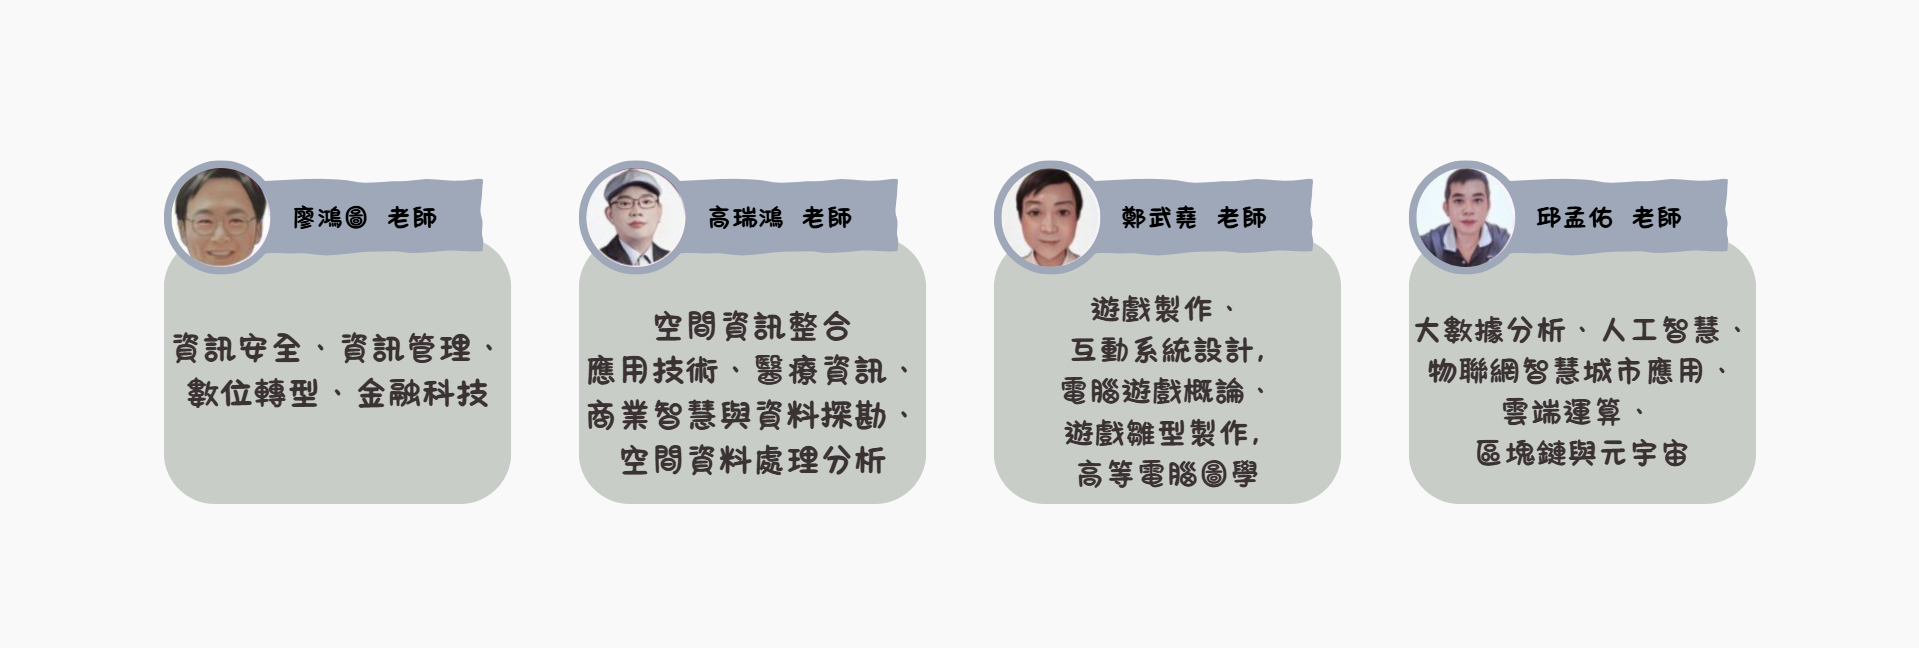 廖鴻圖 老師
資訊安全、資訊管理、
數位轉型、金融科技
高瑞鴻 老師
空間資訊整合
應用技術、醫療資訊、
商業智慧與資料探勘、
空間資料處理分析
鄭武堯 老師
遊戲製作、
互動系統設計,
電腦遊戲概論、
遊戲雛型製作,
高等電腦圖學
邱孟佑 老師
大數據分析、人工智慧、
物聯網智慧城市應用、
雲端運算、
區塊鏈與元宇宙